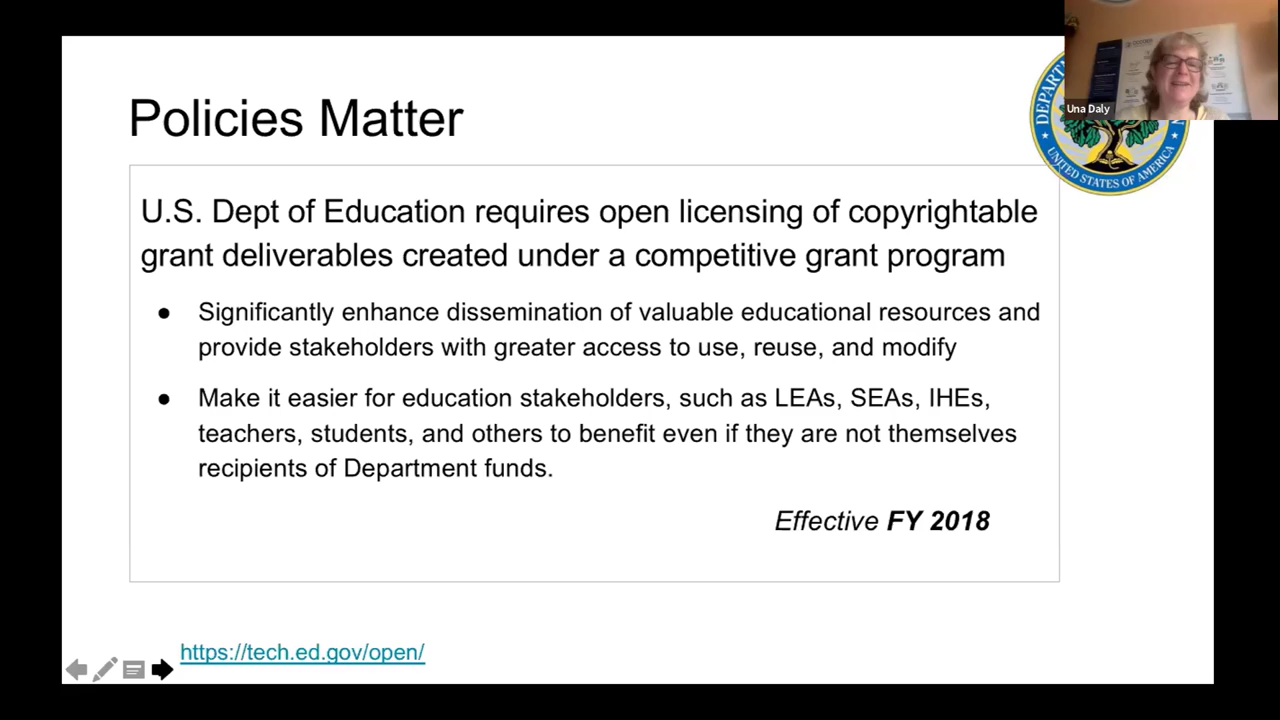 Policies Matter
Una Daly
DEPARTM
UNITED STATES OF AMERICA
U.S. Dept of Education requires open licensing of copyrightable
grant deliverables created under a competitive grant program
● Significantly enhance dissemination of valuable educational resources and
provide stakeholders with greater access to use, reuse, and modify
● Make it easier for education stakeholders, such as LEAs, SEAs, IHEs,
teachers, students, and others to benefit even if they are not themselves
recipients of Department funds.
Effective FY 2018
https://tech.ed.gov/open/